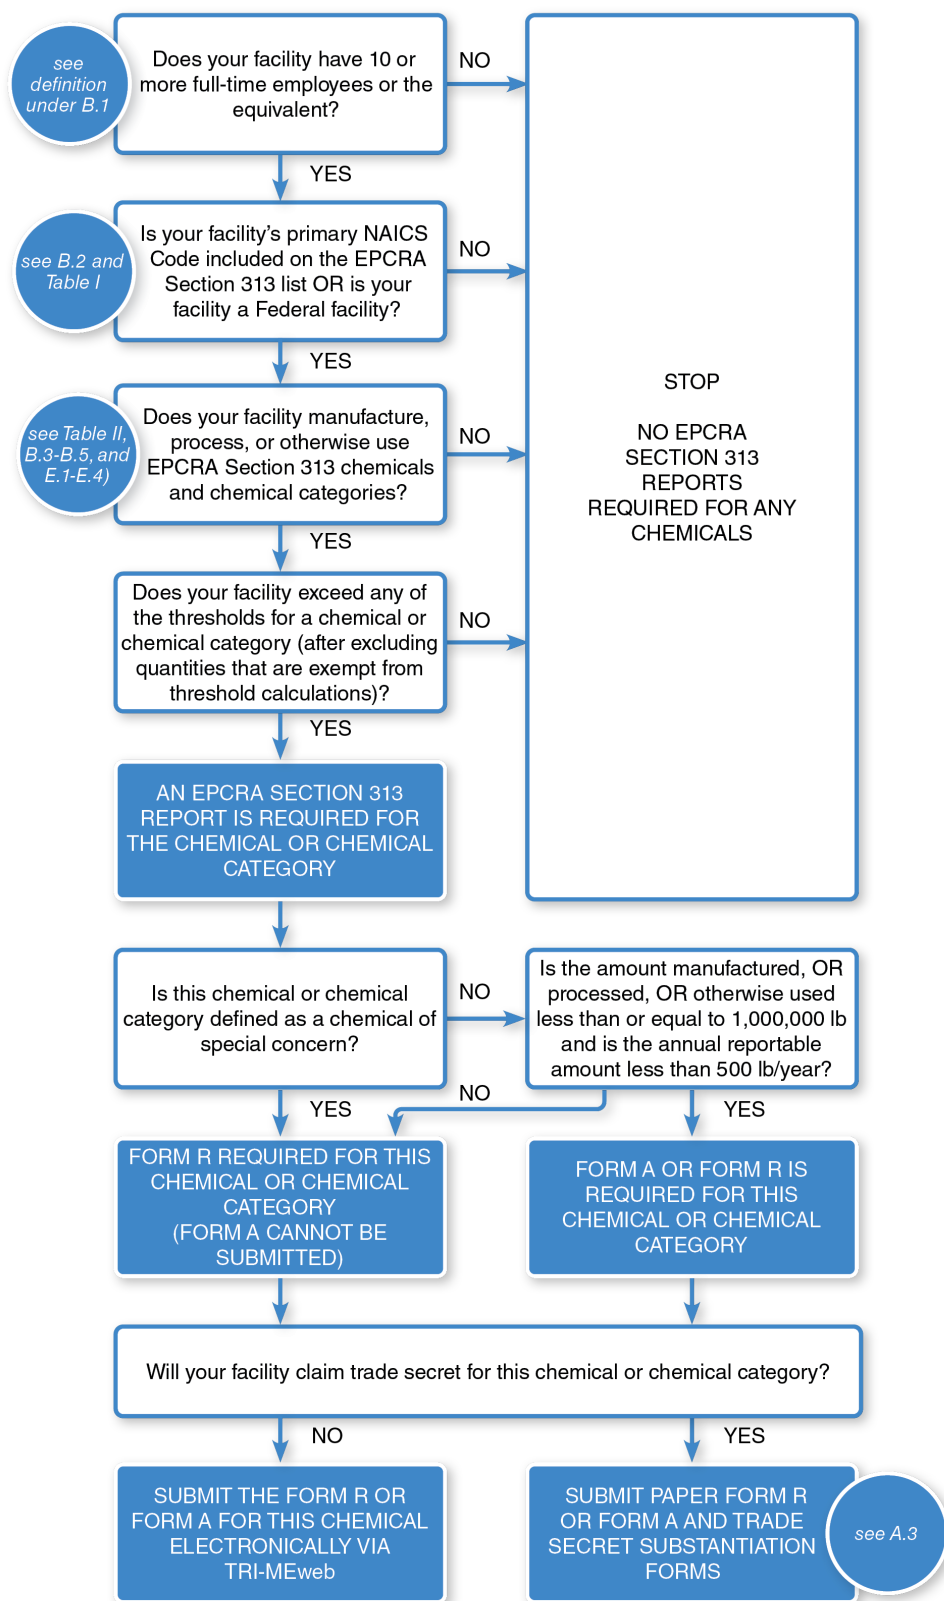 see
definition
under B.1
Does your facility have 10 or
more full-time employees or the
equivalent?
NO
YES
see B.2 and
Table I
Is your facility's primary NAICS
Code included on the EPCRA
Section 313 list OR is your
facility a Federal facility?
NO
YES
see Table II,
B.3-B.5, and
E.1-E.4)
Does your facility manufacture,
process, or otherwise use
EPCRA Section 313 chemicals
and chemical categories?
NO
YES
Does your facility exceed any of
the thresholds for a chemical or
chemical category (after excluding
quantities that are exempt from
threshold calculations)?
NO
YES
STOP
NO EPCRA
SECTION 313
REPORTS
REQUIRED FOR ANY
CHEMICALS
AN EPCRA SECTION 313
REPORT IS REQUIRED FOR
THE CHEMICAL OR CHEMICAL
CATEGORY
Is this chemical or chemical
category defined as a chemical of
special concern?
NO
YES
Is the amount manufactured, OR
processed, OR otherwise used
less than or equal to 1,000,000 lb
and is the annual reportable
amount less than 500 lb/year?
NO
YES
FORM R REQUIRED FOR THIS
CHEMICAL OR CHEMICAL
CATEGORY
(FORM A CANNOT BE
SUBMITTED)
FORM A OR FORM R IS
REQUIRED FOR THIS
CHEMICAL OR CHEMICAL
CATEGORY
Will your facility claim trade secret for this chemical or chemical category?
NO
YES
SUBMIT THE FORM R OR
FORM A FOR THIS CHEMICAL
ELECTRONICALLY VIA
TRI-MEweb
SUBMIT PAPER FORM R
OR FORM A AND TRADE
SECRET SUBSTANTIATION
FORMS
see A.3